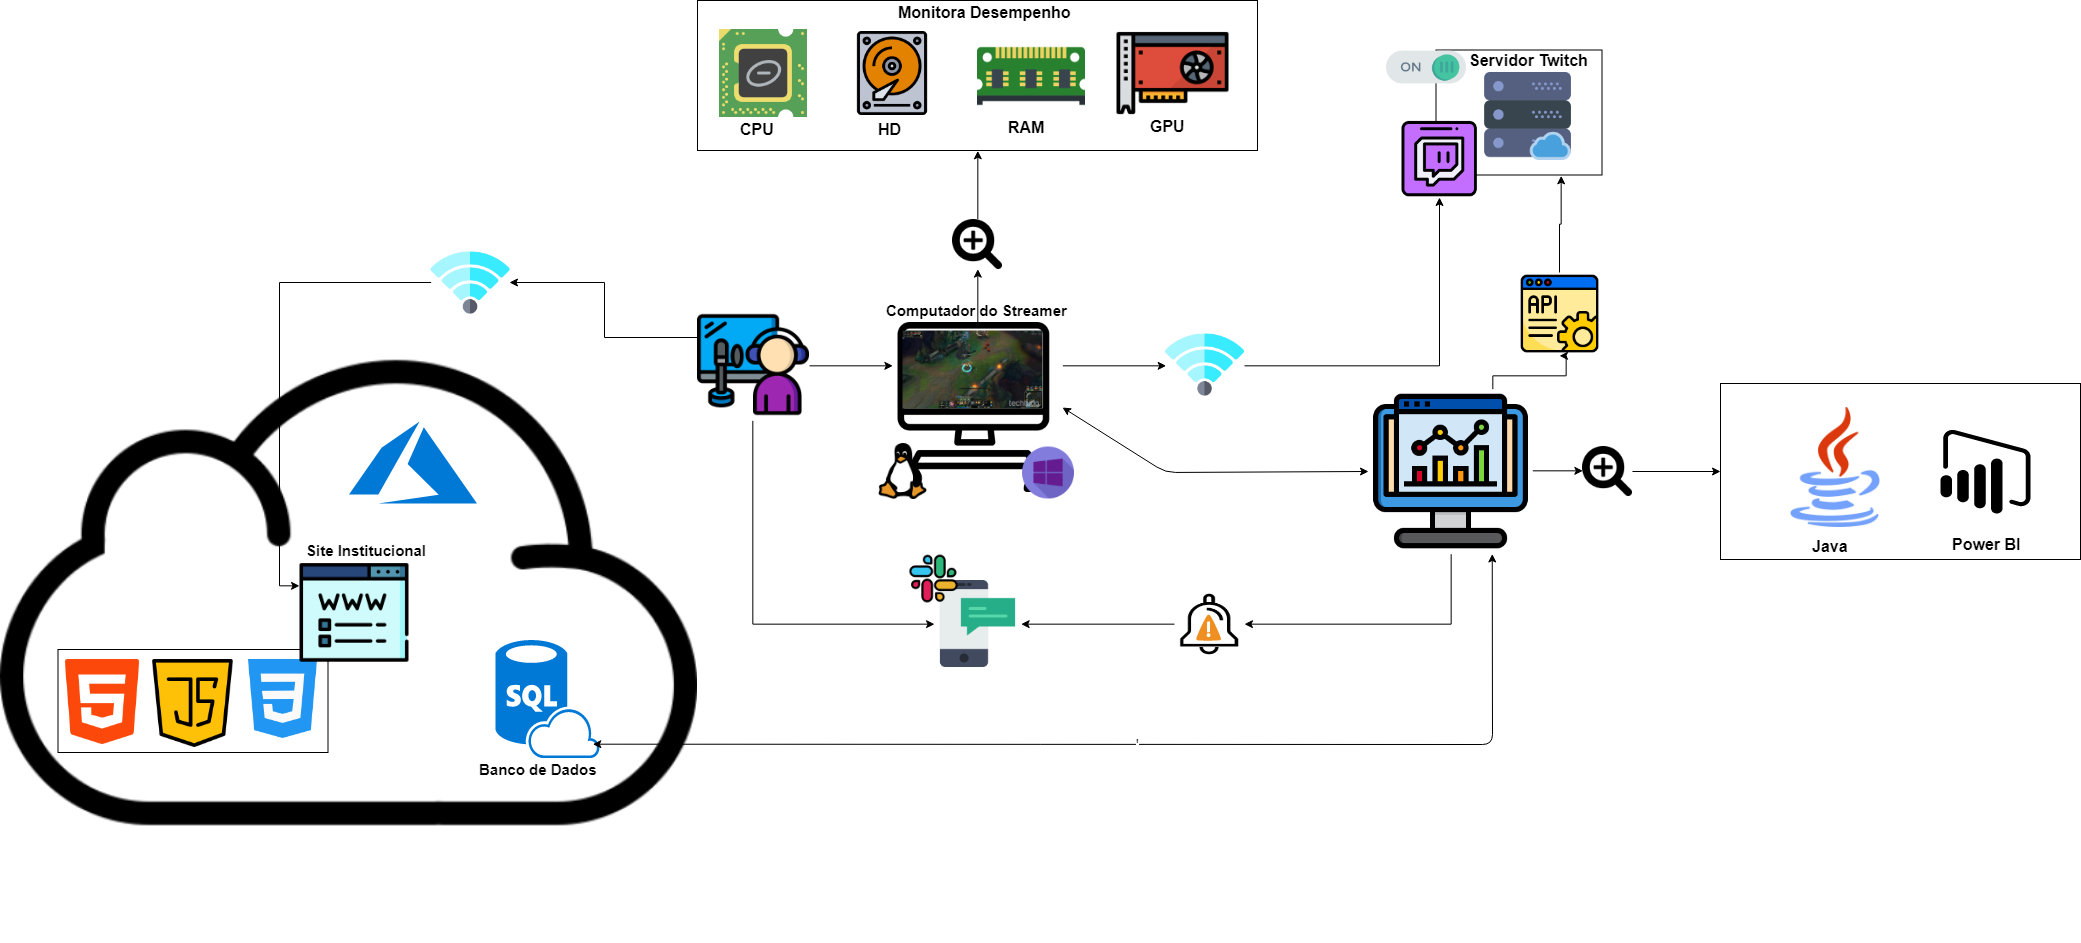 Monitora Desempenho
CPU
HD
RAM
GPU
ON
Servidor Twitch
API
Computador do Streamer
Site Institucional
WWW
JS
SQL
Banco de Dados
Java
Power BI